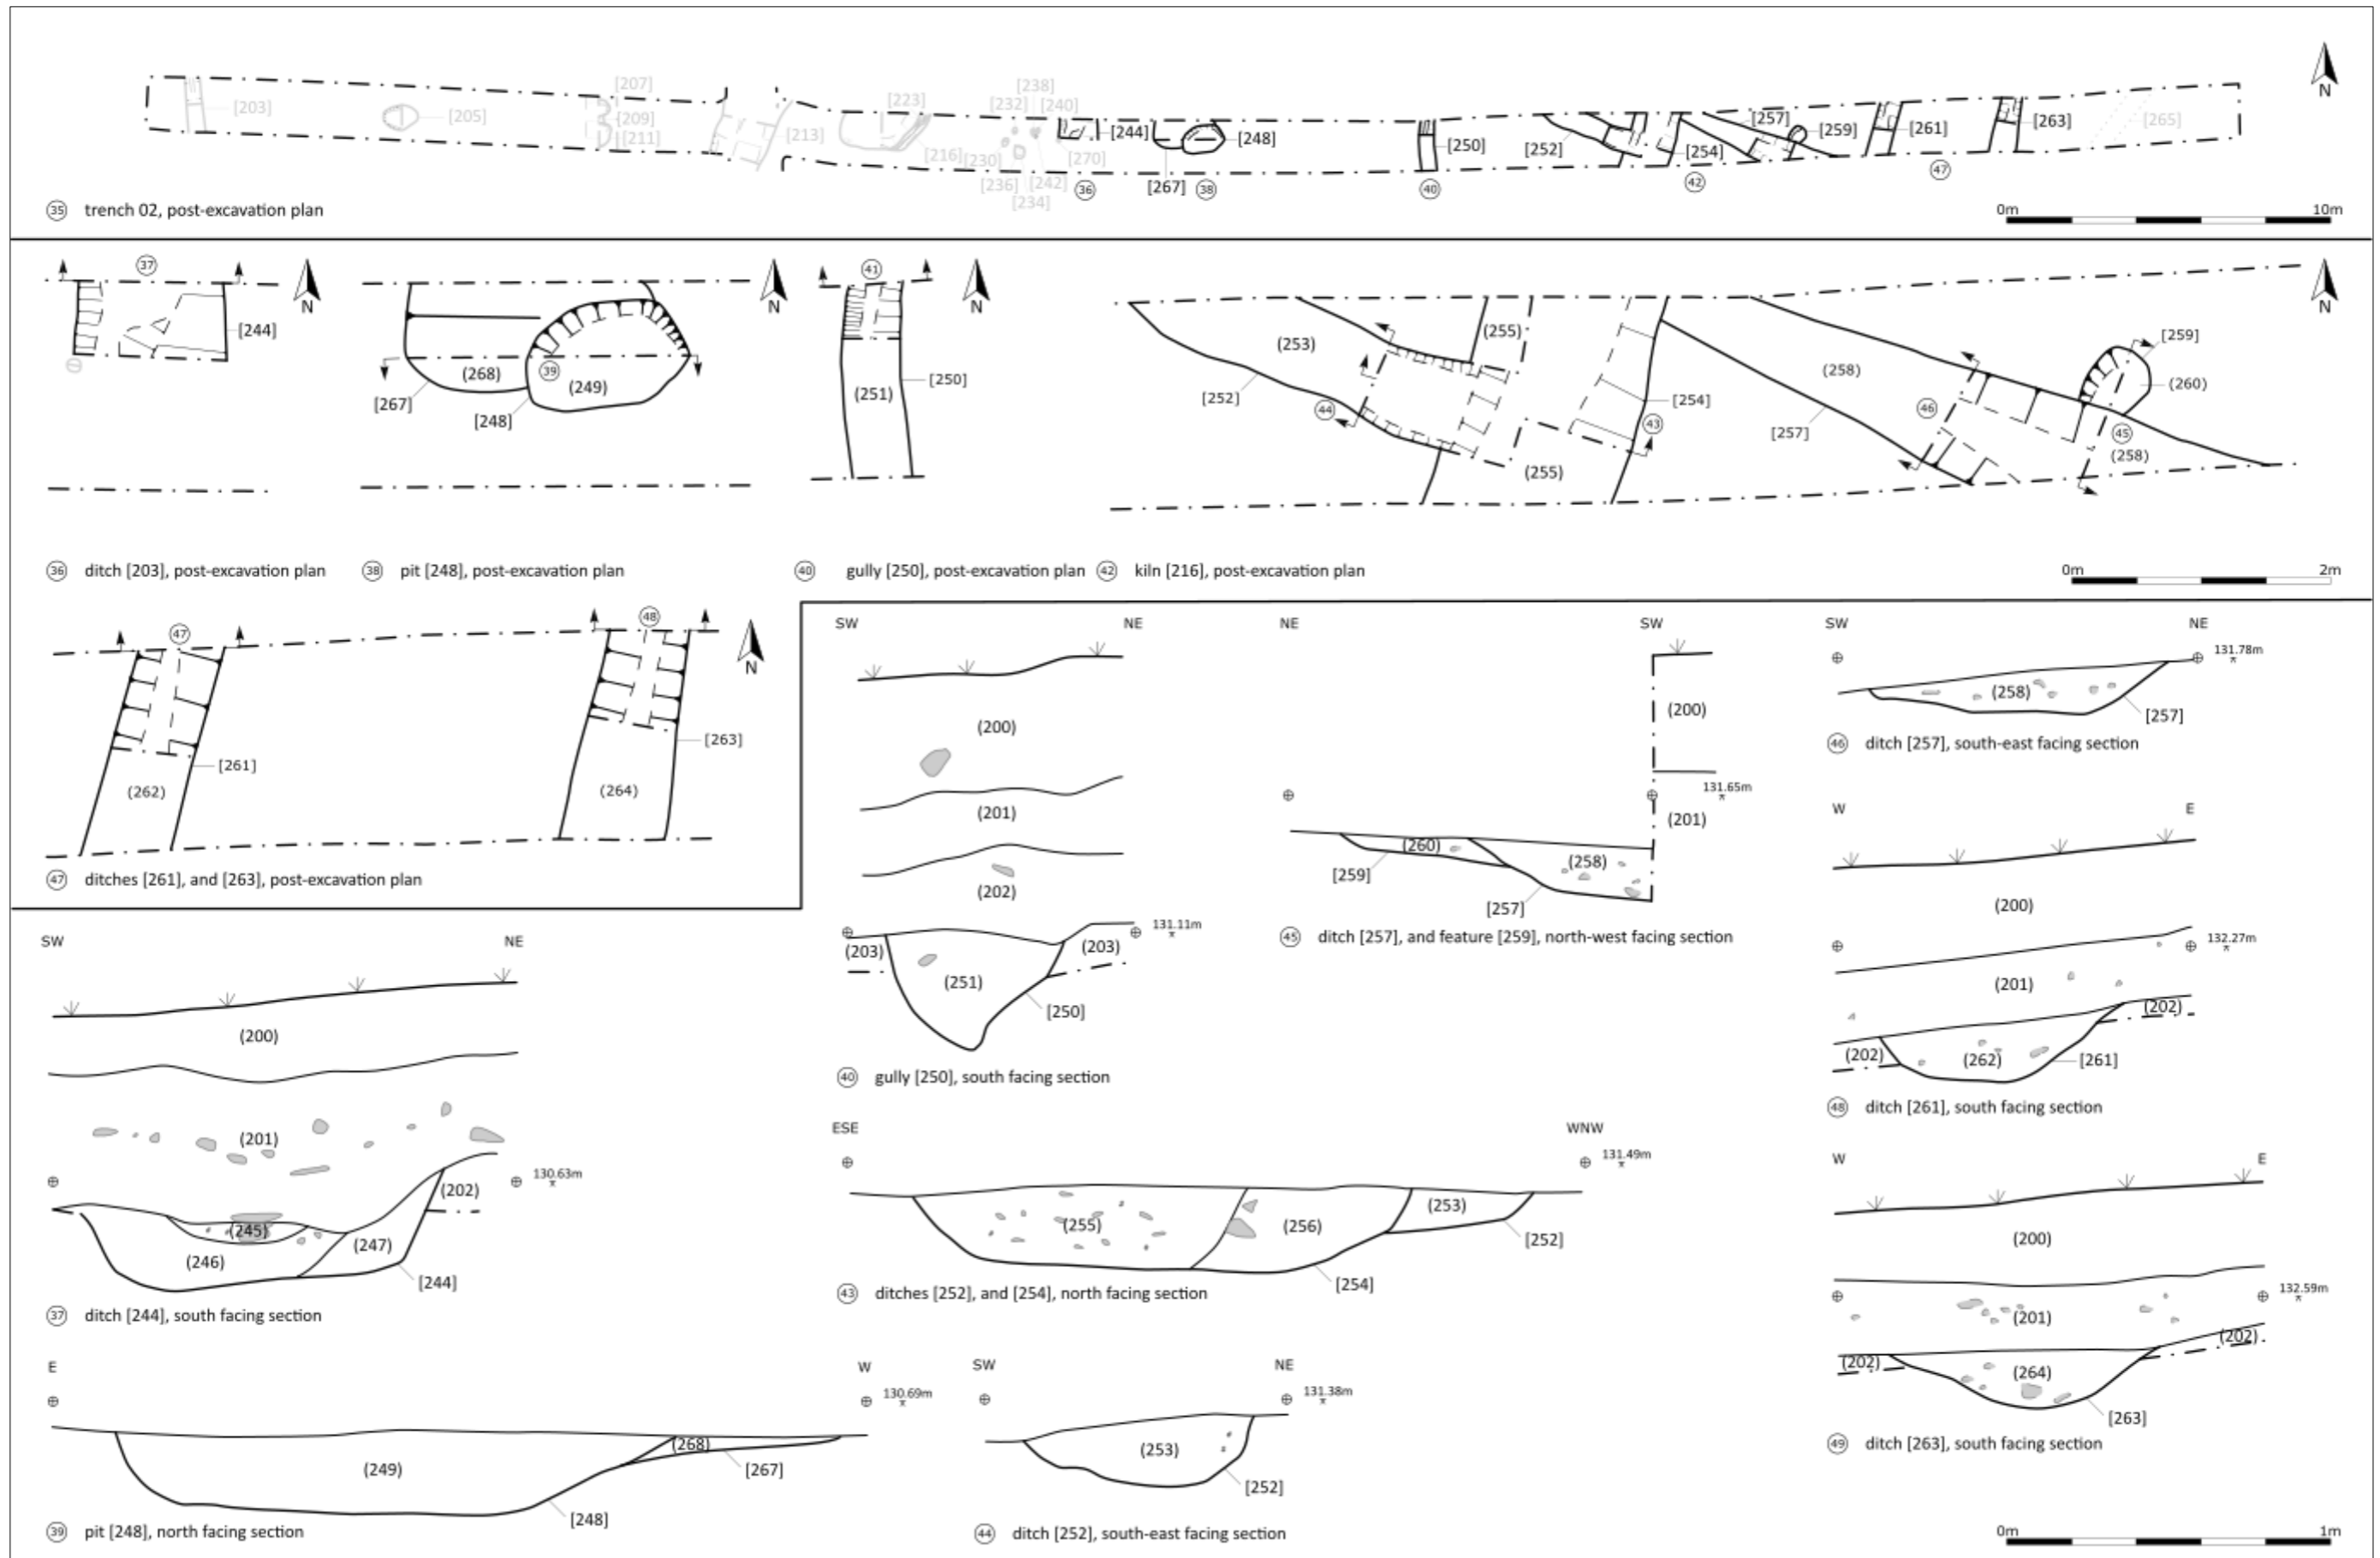 [203]
[205]
[207]
[209]
[211]
[213]
[223]
[216]
[230]
[232]
[238]
[240]
[236]
[242]
[234]
[270]
[244]
[267]
[248]
[250]
[252]
[254]
[257]
[259]
[261]
[263]
[265]
N
36
38
40
42
47
35 trench 02, post-excavation plan
0m 10m
37
N
[244]
N
(268)
39
(249)
[267]
[248]
41
N
(251)
[250]
N
(253)
(255)
[252]
44
[254]
43
(255)
(258)
[257]
46
[259]
(260)
45
(258)
36 ditch [203], post-excavation plan
38 pit [248], post-excavation plan
40 gully [250], post-excavation plan
42 kiln [216], post-excavation plan
0m 2m
47
48
N
[261]
(262)
[263]
(264)
47 ditches [261], and [263], post-excavation plan
SW NE
(200)
(201)
(202)
131.11m
(203)
(203)
(251)
[250]
40 gully [250], south facing section
NE SW
(200)
131.65m
(201)
(260)
(258)
[259]
[257]
45 ditch [257], and feature [259], north-west facing section
SW NE
131.78m
(258)
[257]
46 ditch [257], south-east facing section
W E
(200)
132.27m
(201)
(202)
(202)
(262)
[261]
48 ditch [261], south facing section
SW NE
(200)
(201)
130.63m
(202)
(245)
(246)
(247)
[244]
37 ditch [244], south facing section
ESE WNW
131.49m
(255)
(256)
(253)
[252]
[254]
43 ditches [252], and [254], north facing section
W E
(200)
132.59m
(201)
(202)
(202)
(264)
[263]
49 ditch [263], south facing section
E W
130.69m
(268)
(249)
[267]
[248]
39 pit [248], north facing section
SW NE
131.38m
(253)
[252]
44 ditch [252], south-east facing section
0m 1m